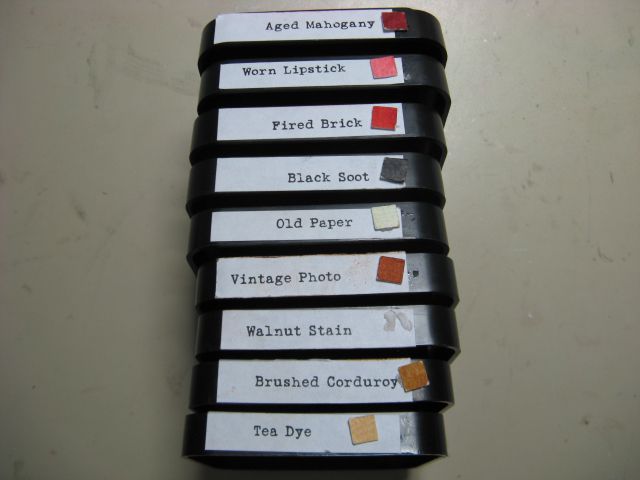 Aged Mahogany
Worn Lipstick
Fired Brick
Black Soot
Old Paper
Vintage Photo
Walnut Stain
Brushed Corduroy
Tea Dye